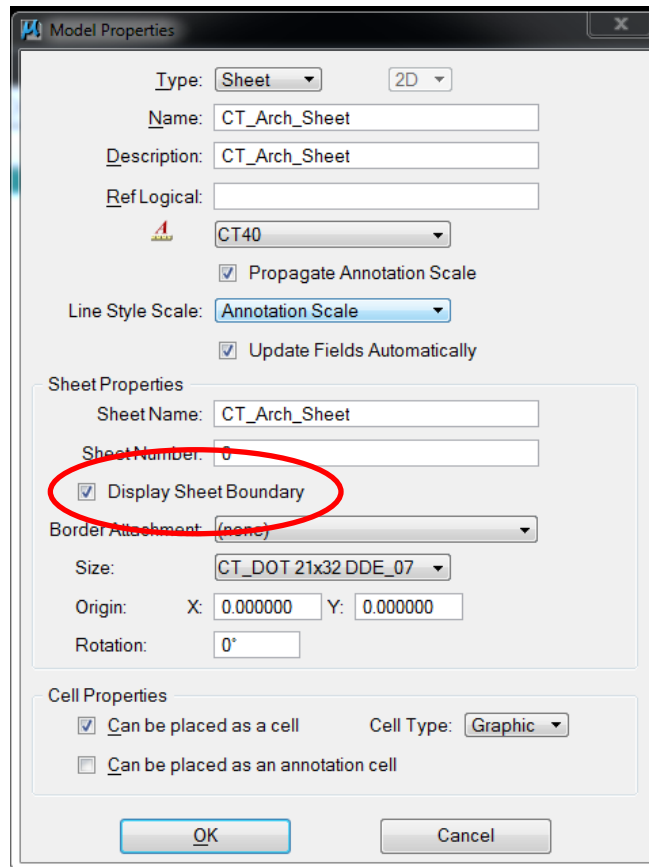 Model Properties
Type: Sheet 2D
Name: CT_Arch_Sheet
Description: CT_Arch_Sheet
Ref Logical:
CT40
Propagate Annotation Scale
Line Style Scale: Annotation Scale
Update Fields Automatically
Sheet Properties
Sheet Name: CT_Arch_Sheet
Sheet Number: 0
Display Sheet Boundary
Border Attachment: (none)
Size: CT_DOT 21x32 DDE_07
Origin: X: 0.000000 Y: 0.000000
Rotation: 0°
Cell Properties
Can be placed as a cell Cell Type: Graphic
Can be placed as an annotation cell
OK Cancel